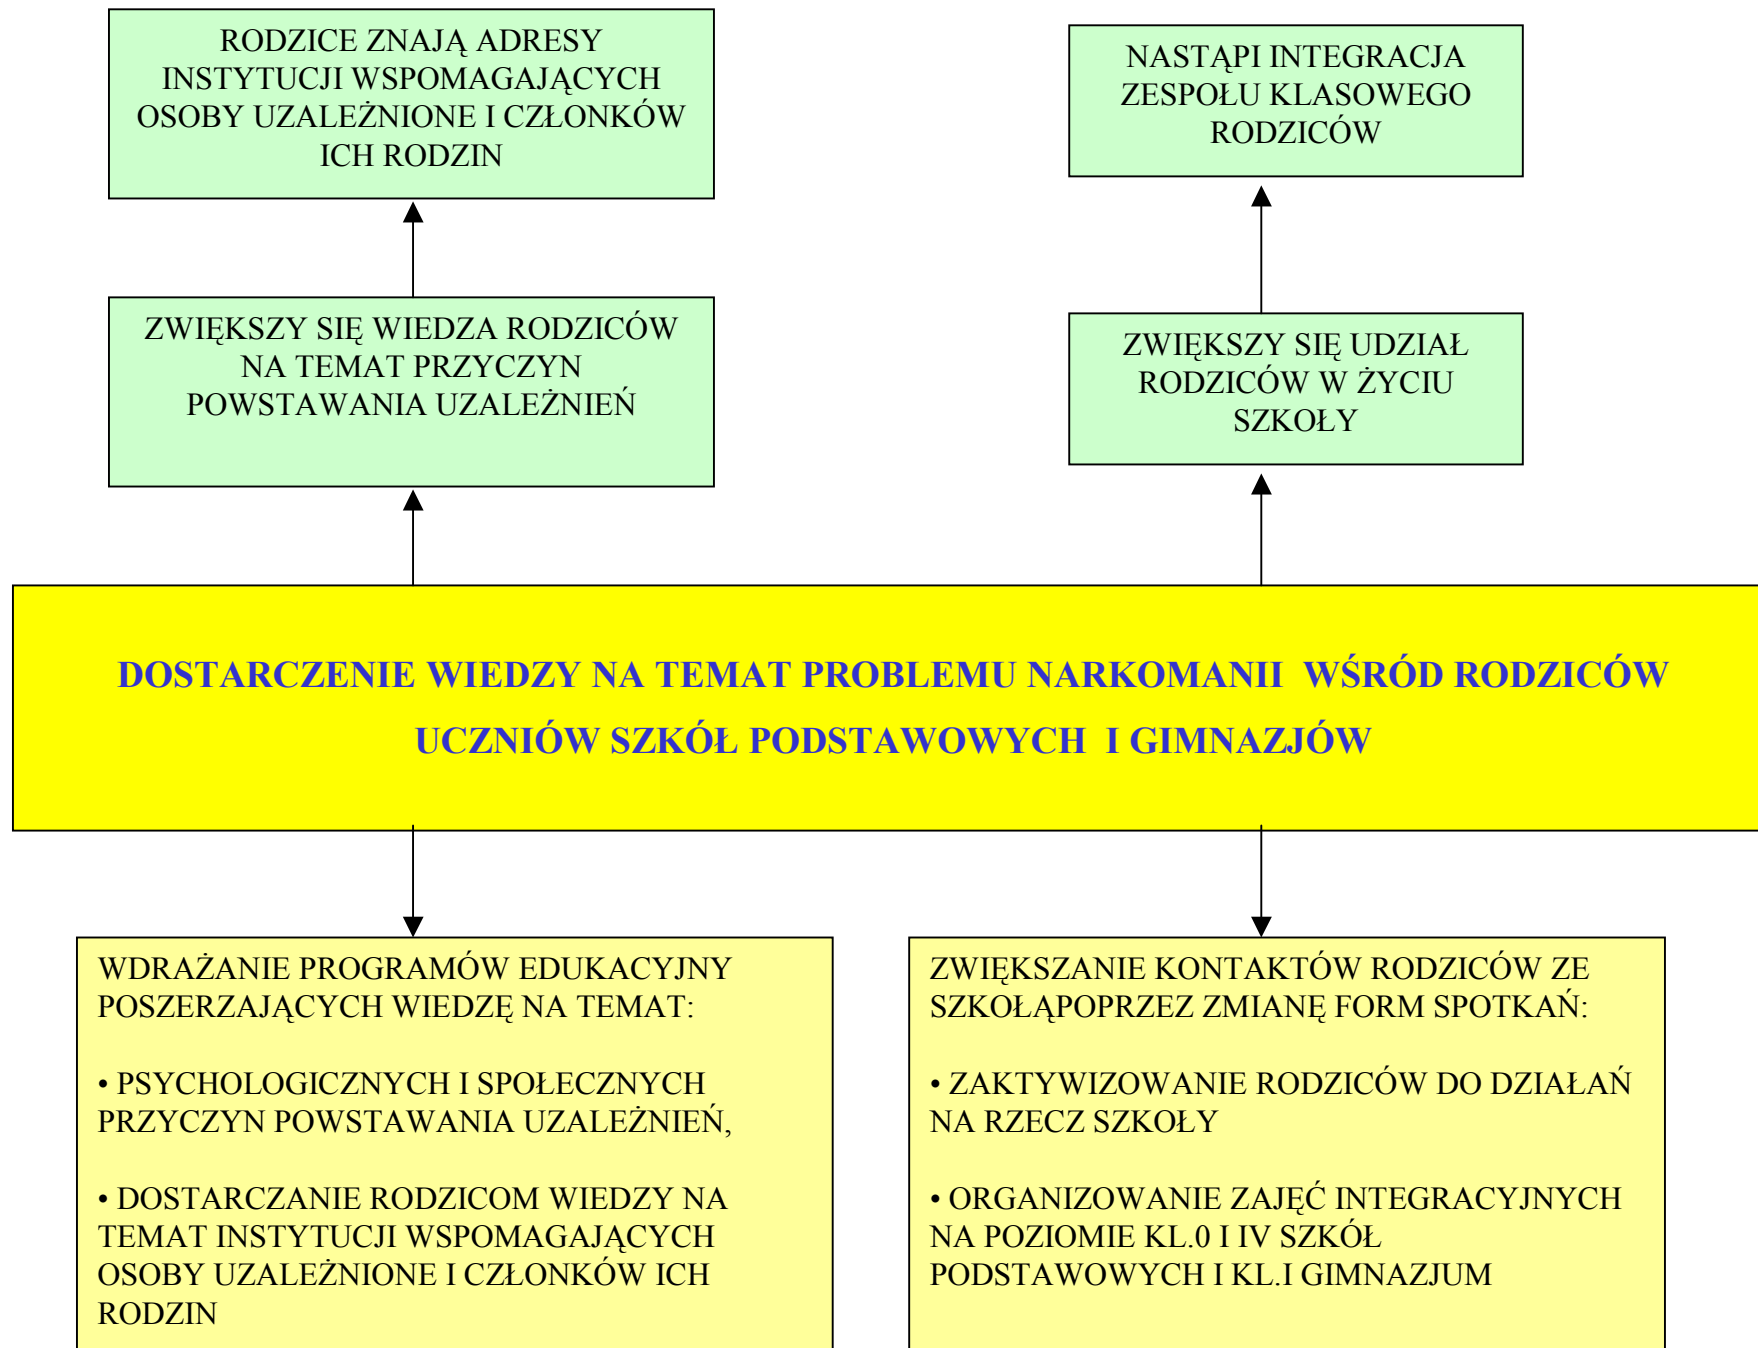 RODZICE ZNAJĄ ADRESY
INSTYTUCJI WSPOMAGAJĄCYCH
OSOBY UZALEŻNIONE I CZŁONKÓW
ICH RODZIN
NASTĄPI INTEGRACJA
ZESPOŁU KLASOWEGO
RODZICÓW
ZWIĘKSZY SIĘ WIEDZA RODZICÓW
NA TEMAT PRZYCZYN
POWSTAWANIA UZALEŻNIEŃ
ZWIĘKSZY SIĘ UDZIAŁ
RODZICÓW W ŻYCIU
SZKOŁY
DOSTARCZENIE WIEDZY NA TEMAT PROBLEMU NARKOMANII  WŚRÓD RODZICÓW
UCZNIÓW SZKÓŁ PODSTAWOWYCH  I GIMNAZJÓW
WDRAŻANIE PROGRAMÓW EDUKACYJNY
POSZERZAJĄCYCH WIEDZĘ NA TEMAT:
• PSYCHOLOGICZNYCH I SPOŁECZNYCH
PRZYCZYN POWSTAWANIA UZALEŻNIEŃ,
• DOSTARCZANIE RODZICOM WIEDZY NA
TEMAT INSTYTUCJI WSPOMAGAJĄCYCH
OSOBY UZALEŻNIONE I CZŁONKÓW ICH
RODZIN
ZWIĘKSZANIE KONTAKTÓW RODZICÓW ZE
SZKOŁĄPOPRZEZ ZMIANĘ FORM SPOTKAŃ:
• ZAKTYWIZOWANIE RODZICÓW DO DZIAŁAŃ
NA RZECZ SZKOŁY
• ORGANIZOWANIE ZAJĘĆ INTEGRACYJNYCH
NA POZIOMIE KL.0 I IV SZKÓŁ
PODSTAWOWYCH I KL.I GIMNAZJUM